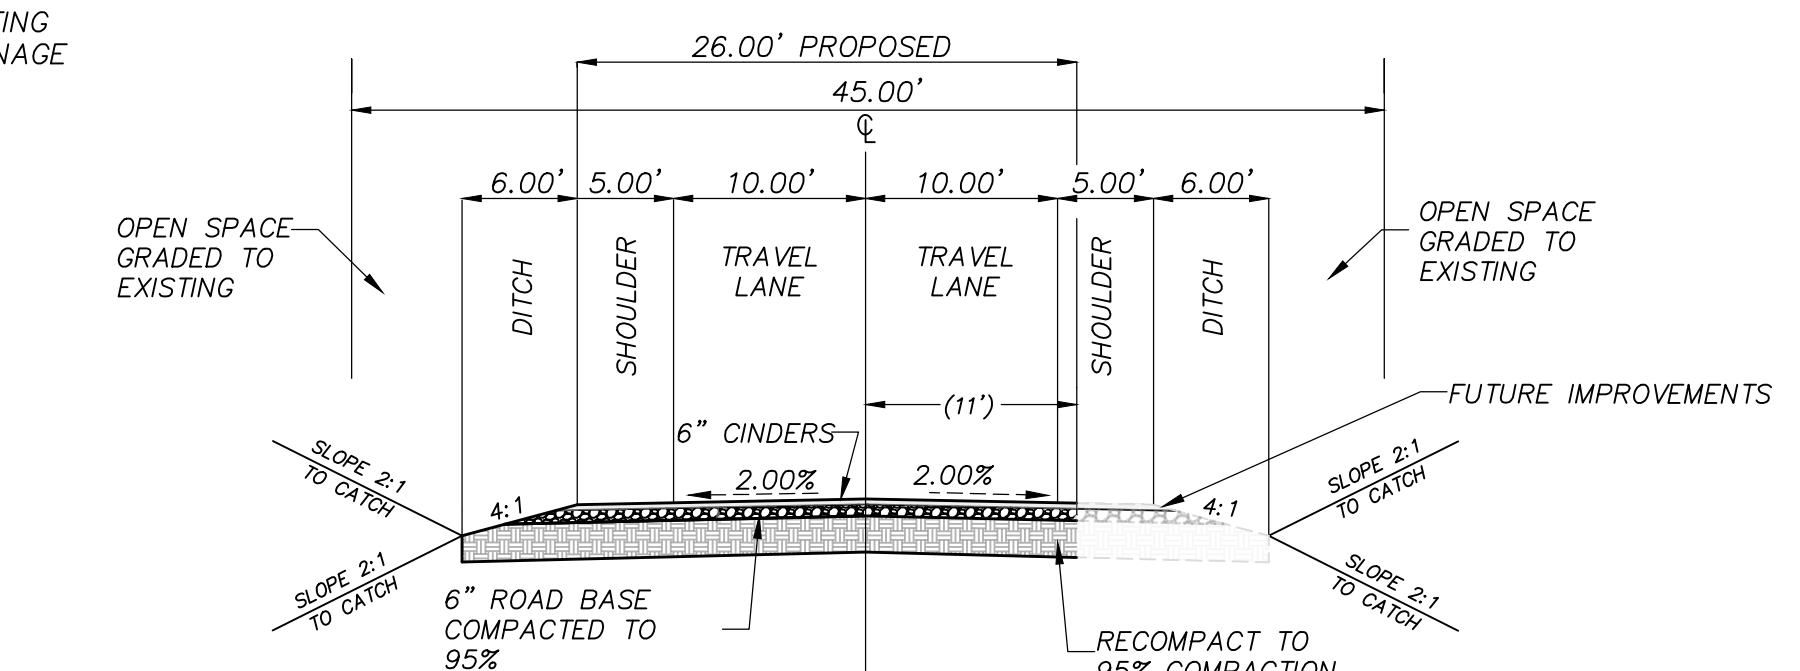 TING
NAGE
26.00' PROPOSED
45.00'
℄
6.00' 5.00' 10.00' 10.00' 5.00' 6.00'
OPEN SPACE
GRADED TO
EXISTING
DITCH
SHOULDER
TRAVEL
LANE
TRAVEL
LANE
SHOULDER
DITCH
OPEN SPACE
GRADED TO
EXISTING
(11')
FUTURE IMPROVEMENTS
6" CINDERS
2.00% 2.00%
SLOPE 2:1
TO CATCH
4:1
4:1
SLOPE 2:1
TO CATCH
SLOPE 2:1
TO CATCH
SLOPE 2:1
TO CATCH
6" ROAD BASE
COMPACTED TO
95%
RECOMPACT TO
95% COMPACTION